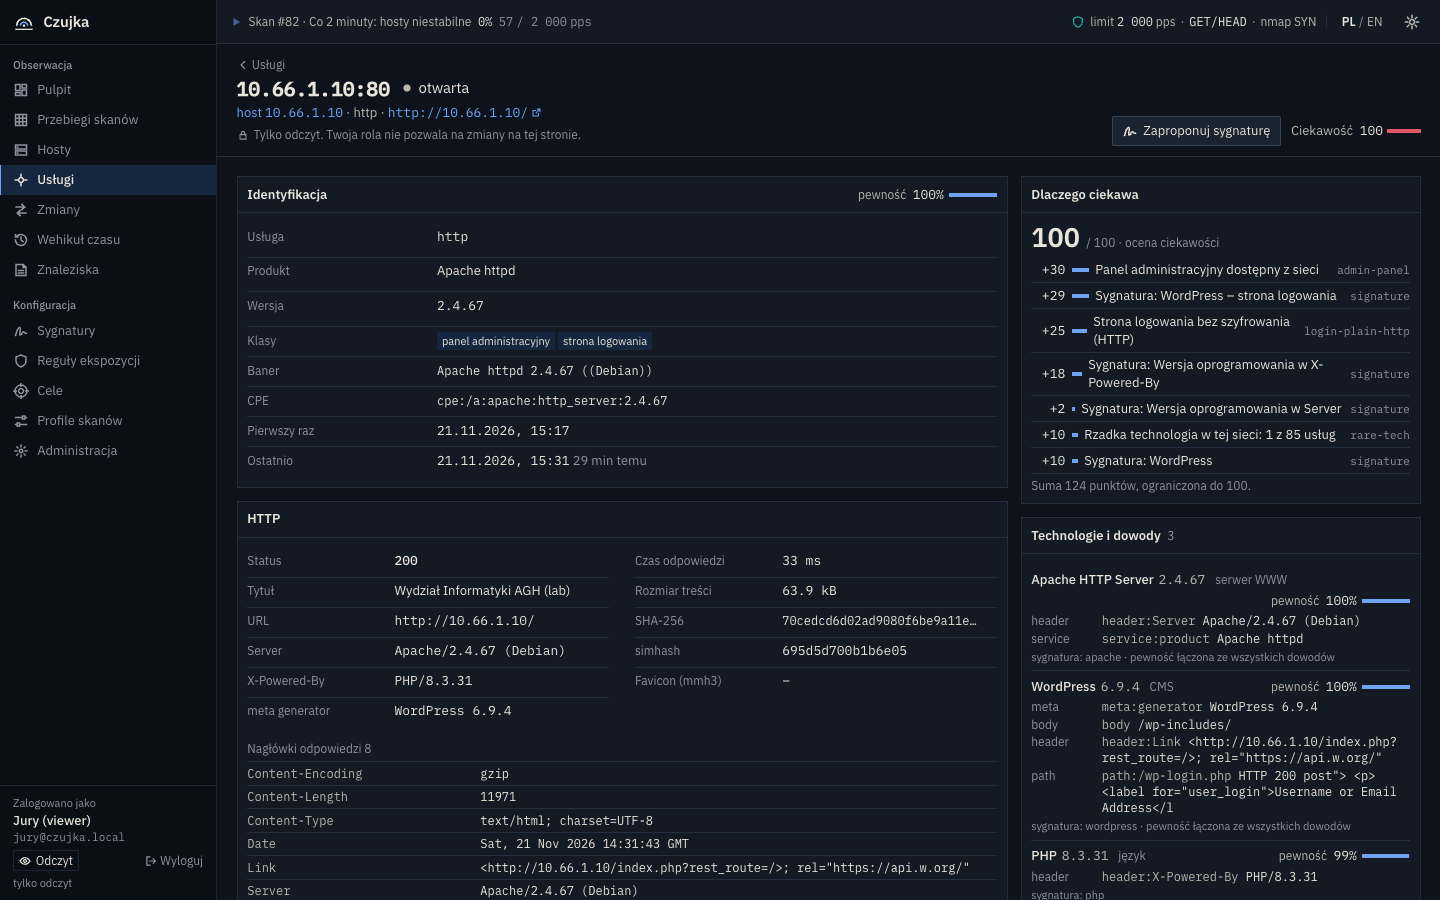 Czujka
Obserwacja
Pulpit
Przebiegi skanów
Hosty
Usługi
Zmiany
Wehikuł czasu
Znaleziska
Konfiguracja
Sygnatury
Reguły ekspozycji
Cele
Profile skanów
Administracja
Zalogowano jako
Jury (viewer)
jury@czujka.local
Odczyt Wyloguj
tylko odczyt
Skan #82 · Co 2 minuty: hosty niestabilne 0% 57 / 2 000 pps
limit 2 000 pps · GET/HEAD · nmap SYN PL / EN
Usługi
10.66.1.10:80 otwarta
host 10.66.1.10 · http · http://10.66.1.10/
Tylko odczyt. Twoja rola nie pozwala na zmiany na tej stronie.
Zaproponuj sygnaturę Ciekawość 100
Identyfikacja pewność 100%
Usługa http
Produkt Apache httpd
Wersja 2.4.67
Klasy panel administracyjny strona logowania
Baner Apache httpd 2.4.67 ((Debian))
CPE cpe:/a:apache:http_server:2.4.67
Pierwszy raz 21.11.2026, 15:17
Ostatnio 21.11.2026, 15:31 29 min temu
HTTP
Status 200
Tytuł Wydział Informatyki AGH (lab)
URL http://10.66.1.10/
Server Apache/2.4.67 (Debian)
X-Powered-By PHP/8.3.31
meta generator WordPress 6.9.4
Czas odpowiedzi 33 ms
Rozmiar treści 63.9 kB
SHA-256 70cedcd6d02ad9080f6be9a11e…
simhash 695d5d700b1b6e05
Favicon (mmh3) –
Nagłówki odpowiedzi 8
Content-Encoding gzip
Content-Length 11971
Content-Type text/html; charset=UTF-8
Date Sat, 21 Nov 2026 14:31:43 GMT
Link <http://10.66.1.10/index.php?rest_route=/>; rel="https://api.w.org/"
Server Apache/2.4.67 (Debian)
Dlaczego ciekawa
100 / 100 · ocena ciekawości
+30 Panel administracyjny dostępny z sieci admin-panel
+29 Sygnatura: WordPress – strona logowania signature
+25 Strona logowania bez szyfrowania (HTTP) login-plain-http
+18 Sygnatura: Wersja oprogramowania w X-Powered-By signature
+2 Sygnatura: Wersja oprogramowania w Server signature
+10 Rzadka technologia w tej sieci: 1 z 85 usług rare-tech
+10 Sygnatura: WordPress signature
Suma 124 punktów, ograniczona do 100.
Technologie i dowody 3
Apache HTTP Server 2.4.67 serwer WWW
pewność 100%
header header:Server Apache/2.4.67 (Debian)
service service:product Apache httpd
sygnatura: apache · pewność łączona ze wszystkich dowodów
WordPress 6.9.4 CMS pewność 100%
meta meta:generator WordPress 6.9.4
body body /wp-includes/
header header:Link <http://10.66.1.10/index.php?
rest_route=/>; rel="https://api.w.org/"
path path:/wp-login.php HTTP 200 post"> <p>
<label for="user_login">Username or Email
Address</l
sygnatura: wordpress · pewność łączona ze wszystkich dowodów
PHP 8.3.31 język pewność 99%
header header:X-Powered-By PHP/8.3.31
sygnatura: php